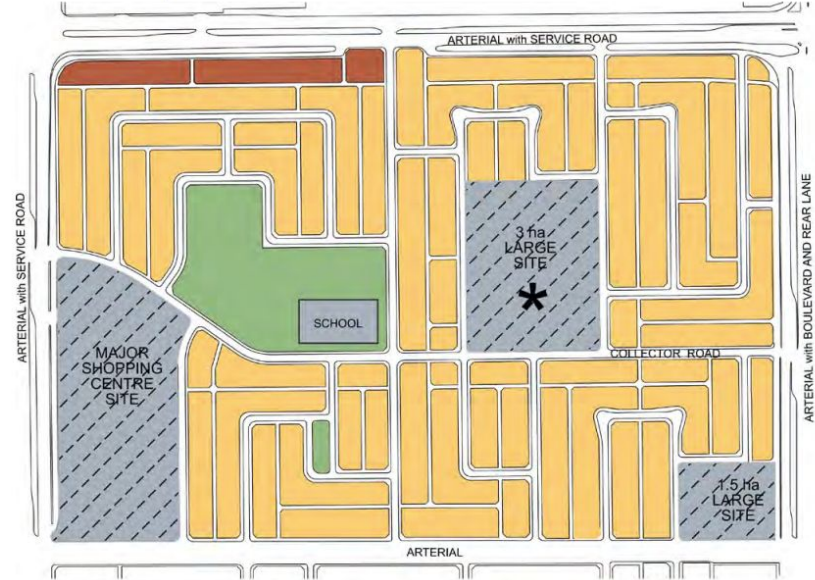 ARTERIAL with SERVICE ROAD
ARTERIAL with SERVICE ROAD
ARTERIAL with BOULEVARD AND REAR LANE
3 ha
LARGE
SITE
*
SCHOOL
MAJOR
SHOPPING
CENTRE
SITE
COLLECTOR ROAD
1.5 ha
LARGE
SITE
ARTERIAL